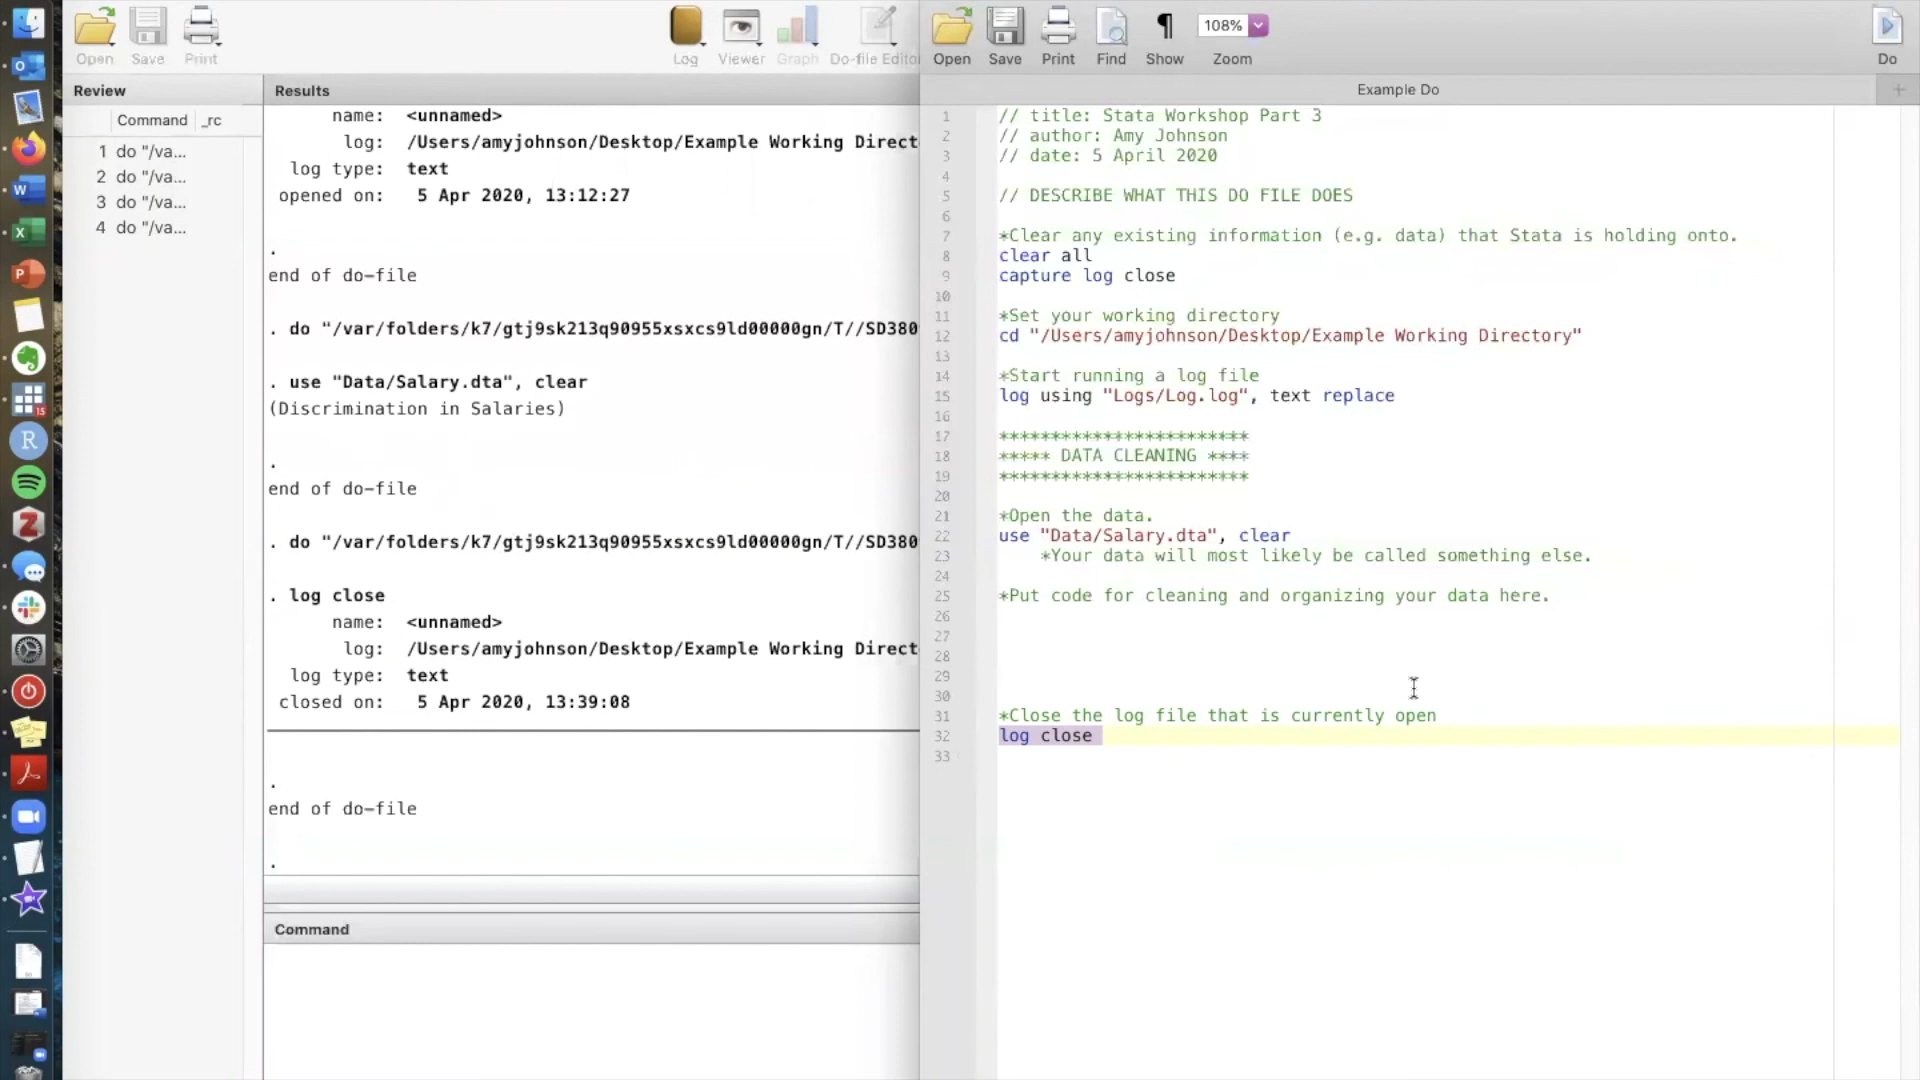 Open
Save
Print
Log
Viewer
Graph
Do-file Edito
Open
Save
Print
Find
Show
108%
Zoom
Do
Review
Results
Example Do
Command
_rc
1 do "/va...
2 do "/va...
3 do "/va...
4 do "/va...
name: <unnamed>
log: /Users/amyjohnson/Desktop/Example Working Direct
log type: text
opened on: 5 Apr 2020, 13:12:27
.
end of do-file
. do "/var/folders/k7/gtj9sk213q90955xsxcs9ld00000gn/T//SD380
. use "Data/Salary.dta", clear
(Discrimination in Salaries)
.
end of do-file
. do "/var/folders/k7/gtj9sk213q90955xsxcs9ld00000gn/T//SD380
. log close
name: <unnamed>
log: /Users/amyjohnson/Desktop/Example Working Direct
log type: text
closed on: 5 Apr 2020, 13:39:08
.
end of do-file
.
Command
1 // title: Stata Workshop Part 3
2 // author: Amy Johnson
3 // date: 5 April 2020
4
5 // DESCRIBE WHAT THIS DO FILE DOES
6
7 *Clear any existing information (e.g. data) that Stata is holding onto.
8 clear all
9 capture log close
10
11 *Set your working directory
12 cd "/Users/amyjohnson/Desktop/Example Working Directory"
13
14 *Start running a log file
15 log using "Logs/Log.log", text replace
16
17 ************************
18 ***** DATA CLEANING ****
19 ************************
20
21 *Open the data.
22 use "Data/Salary.dta", clear
23 *Your data will most likely be called something else.
24
25 *Put code for cleaning and organizing your data here.
26
27
28
29
30
31 *Close the log file that is currently open
32 log close
33